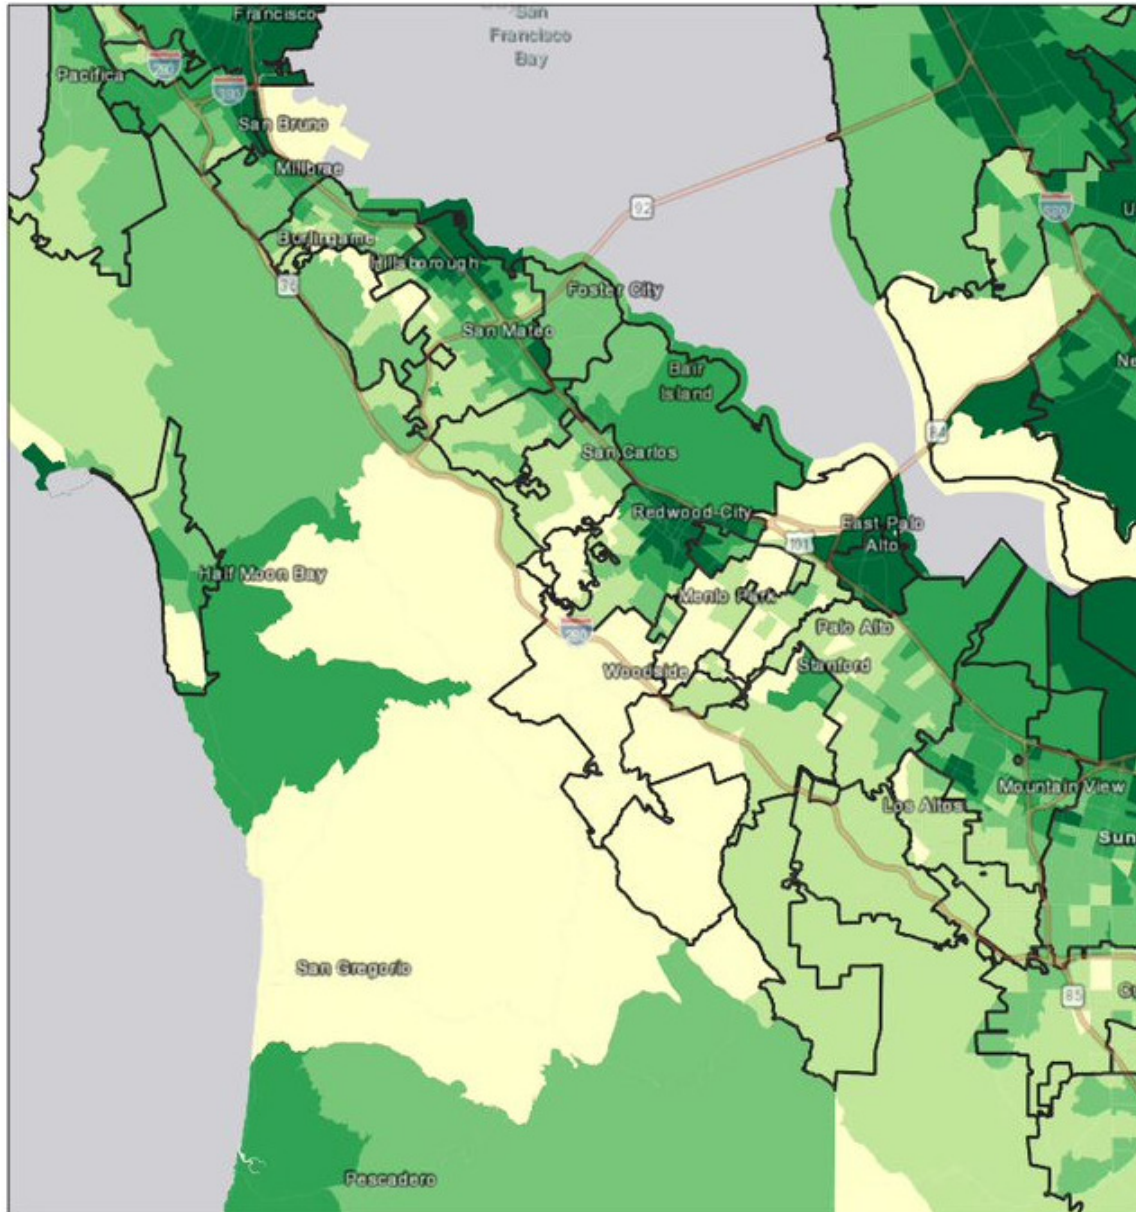 Francisco
San
Francisco
Bay
Pacifica
280
380
San Bruno
Millbrae
92
880
Burlingame
Hillsborough
Foster City
San Mateo
Bair
Island
84
San Carlos
Redwood City
East Palo
Alto
101
Half Moon Bay
Menlo Park
280
Palo Alto
Woodside
Stanford
Mountain View
Los Altos
Sun
San Gregorio
85
Pescadero